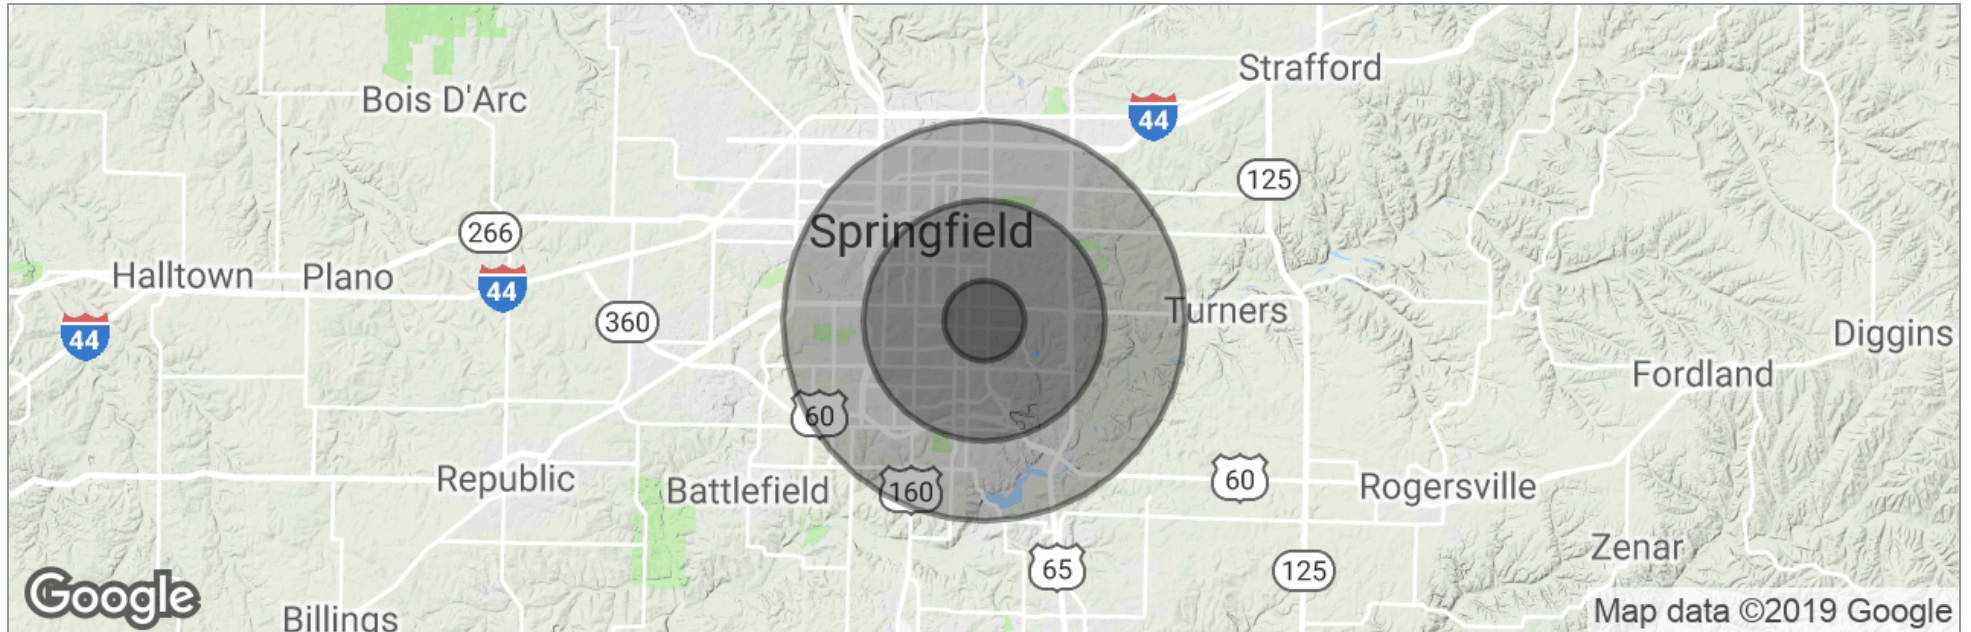 Strafford
Bois D'Arc
44
125
Springfield
266
Halltown
Plano
44
Turners
360
44
Diggins
Fordland
60
Republic
Battlefield
160
60
Rogersville
Zenar
65
125
Google
Billings
Map data ©2019 Google